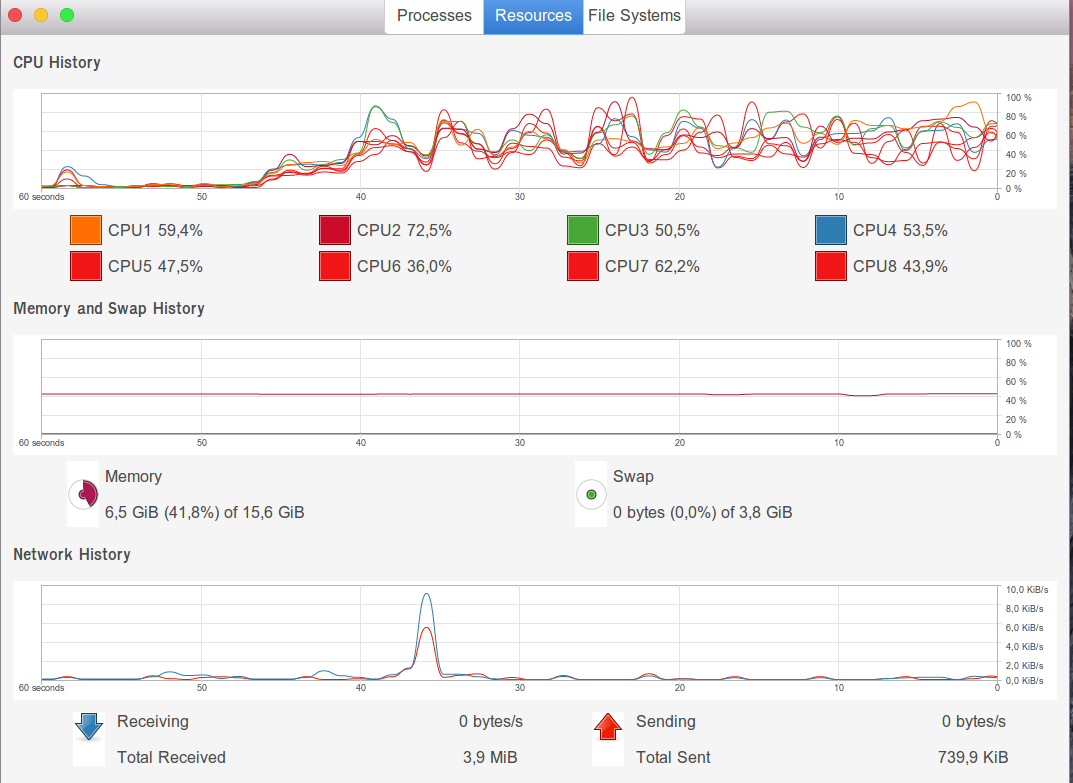 Processes Resources File Systems
CPU History
100 %
80 %
60 %
40 %
20 %
0 %
60 seconds 50 40 30 20 10 0
CPU1 59,4% CPU2 72,5% CPU3 50,5% CPU4 53,5%
CPU5 47,5% CPU6 36,0% CPU7 62,2% CPU8 43,9%
Memory and Swap History
100 %
80 %
60 %
40 %
20 %
0 %
60 seconds 50 40 30 20 10 0
Memory Swap
6,5 GiB (41,8%) of 15,6 GiB 0 bytes (0,0%) of 3,8 GiB
Network History
10,0 KiB/s
8,0 KiB/s
6,0 KiB/s
4,0 KiB/s
2,0 KiB/s
0,0 KiB/s
60 seconds 50 40 30 20 10 0
Receiving 0 bytes/s Sending 0 bytes/s
Total Received 3,9 MiB Total Sent 739,9 KiB